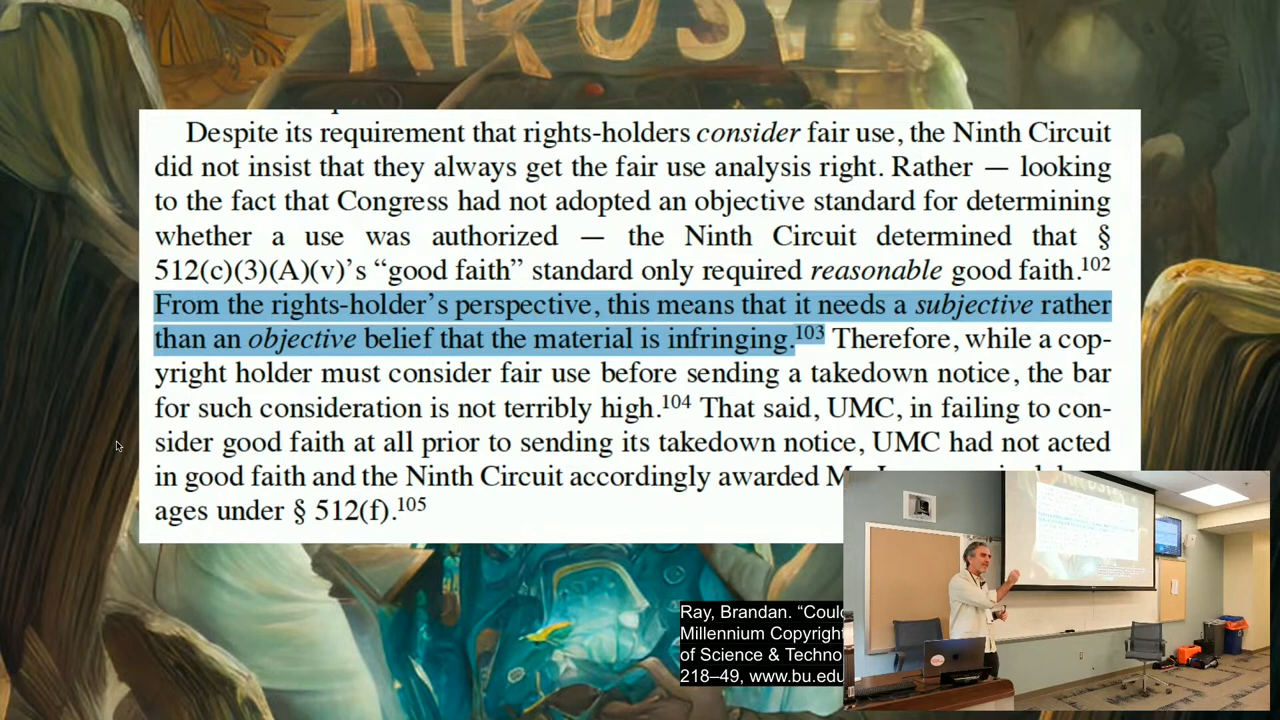 Despite its requirement that rights-holders consider fair use, the Ninth Circuit
did not insist that they always get the fair use analysis right. Rather — looking
to the fact that Congress had not adopted an objective standard for determining
whether a use was authorized — the Ninth Circuit determined that §
512(c)(3)(A)(v)’s “good faith” standard only required reasonable good faith.102
From the rights-holder’s perspective, this means that it needs a subjective rather
than an objective belief that the material is infringing.103 Therefore, while a cop-
yright holder must consider fair use before sending a takedown notice, the bar
for such consideration is not terribly high.104 That said, UMC, in failing to con-
sider good faith at all prior to sending its takedown notice, UMC had not acted
in good faith and the Ninth Circuit accordingly awarded
ages under § 512(f).105
Ray, Brandan. “Coul
Millennium Copyright
of Science & Techno
218–49, www.bu.edu